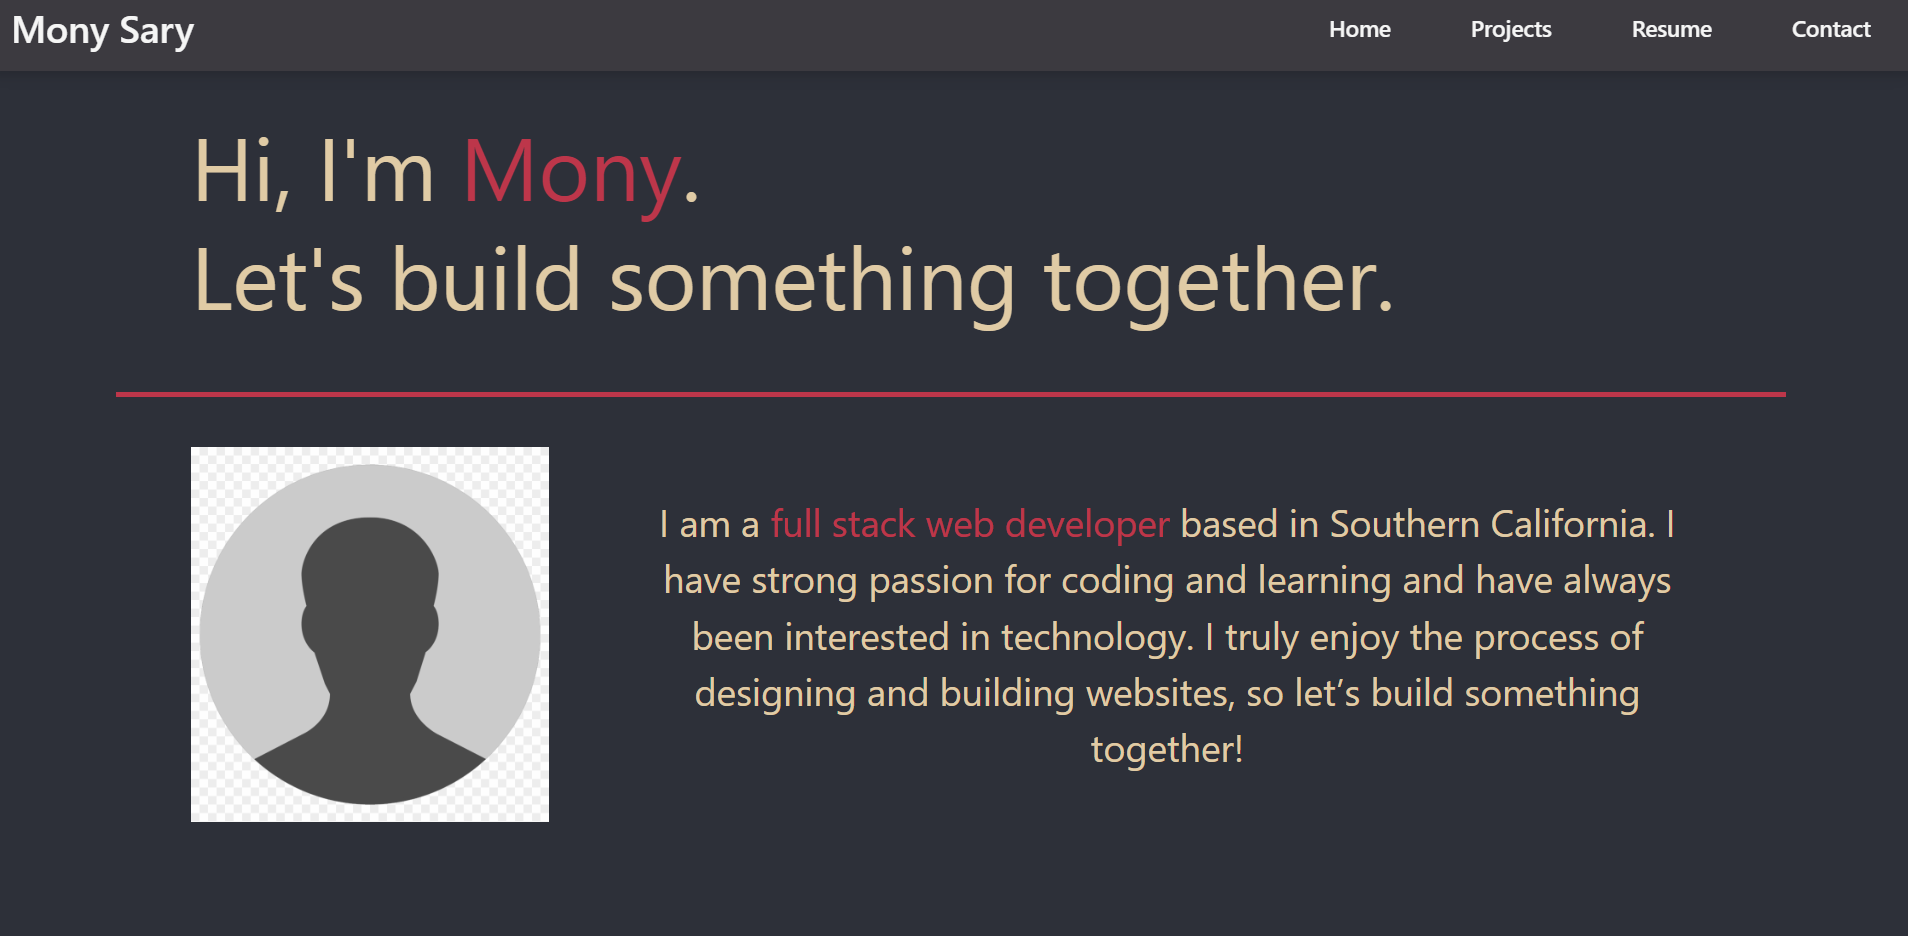 Mony Sary
Home Projects Resume Contact
Hi, I'm Mony.
Let's build something together.
I am a full stack web developer based in Southern California. I
have strong passion for coding and learning and have always
been interested in technology. I truly enjoy the process of
designing and building websites, so let’s build something
together!